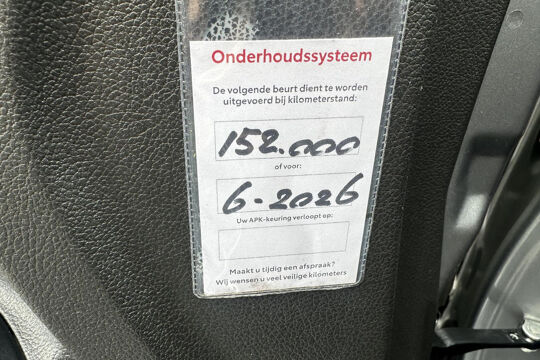 Onderhoudssysteem
De volgende beurt dient te worden
uitgevoerd bij kilometerstand:
152.000
of voor:
6-2026
Uw APK-keuring verloopt op:
Maakt u tijdig een afspraak?
Wij wensen u veel veilige kilometers